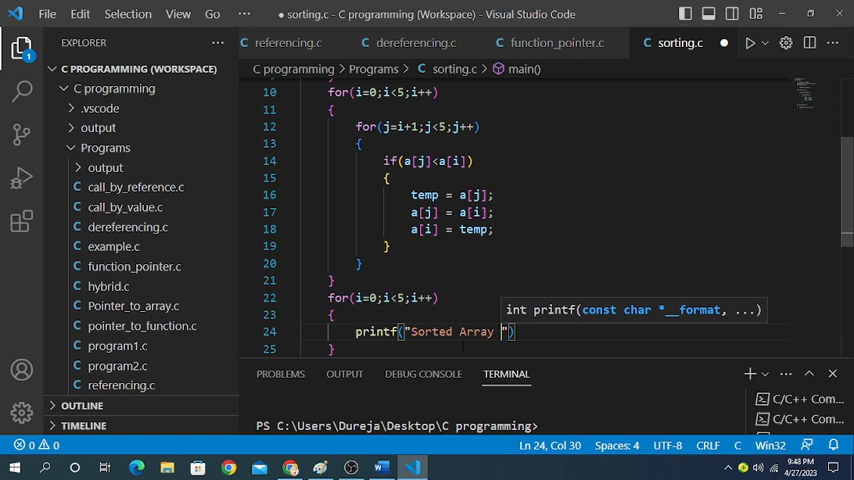 File Edit Selection View Go ··· ● sorting.c - C programming (Workspace) - Visual Studio Code
EXPLORER ···
C referencing.c C dereferencing.c C function_pointer.c C sorting.c ●
C PROGRAMMING (WORKSPACE)
C programming > Programs > C sorting.c > main()
C programming
.vscode
output
Programs
output
C call_by_reference.c
C call_by_value.c
C dereferencing.c
C example.c
C function_pointer.c
C hybrid.c
C Pointer_to_array.c
C pointer_to_function.c
C program1.c
C program2.c
C referencing.c
OUTLINE
TIMELINE
10 for(i=0;i<5;i++)
11 {
12 for(j=i+1;j<5;j++)
13 {
14 if(a[j]<a[i])
15 {
16 temp = a[j];
17 a[j] = a[i];
18 a[i] = temp;
19 }
20 }
21 }
22 for(i=0;i<5;i++)
int printf(const char *__format, ...)
23 {
24 printf("Sorted Array ")
25 }
PROBLEMS OUTPUT DEBUG CONSOLE TERMINAL
C/C++ Com...
C/C++ Com...
PS C:\Users\Dureja\Desktop\C programming>
0 0 Ln 24, Col 30 Spaces: 4 UTF-8 CRLF C Win32
9:48 PM
4/27/2023